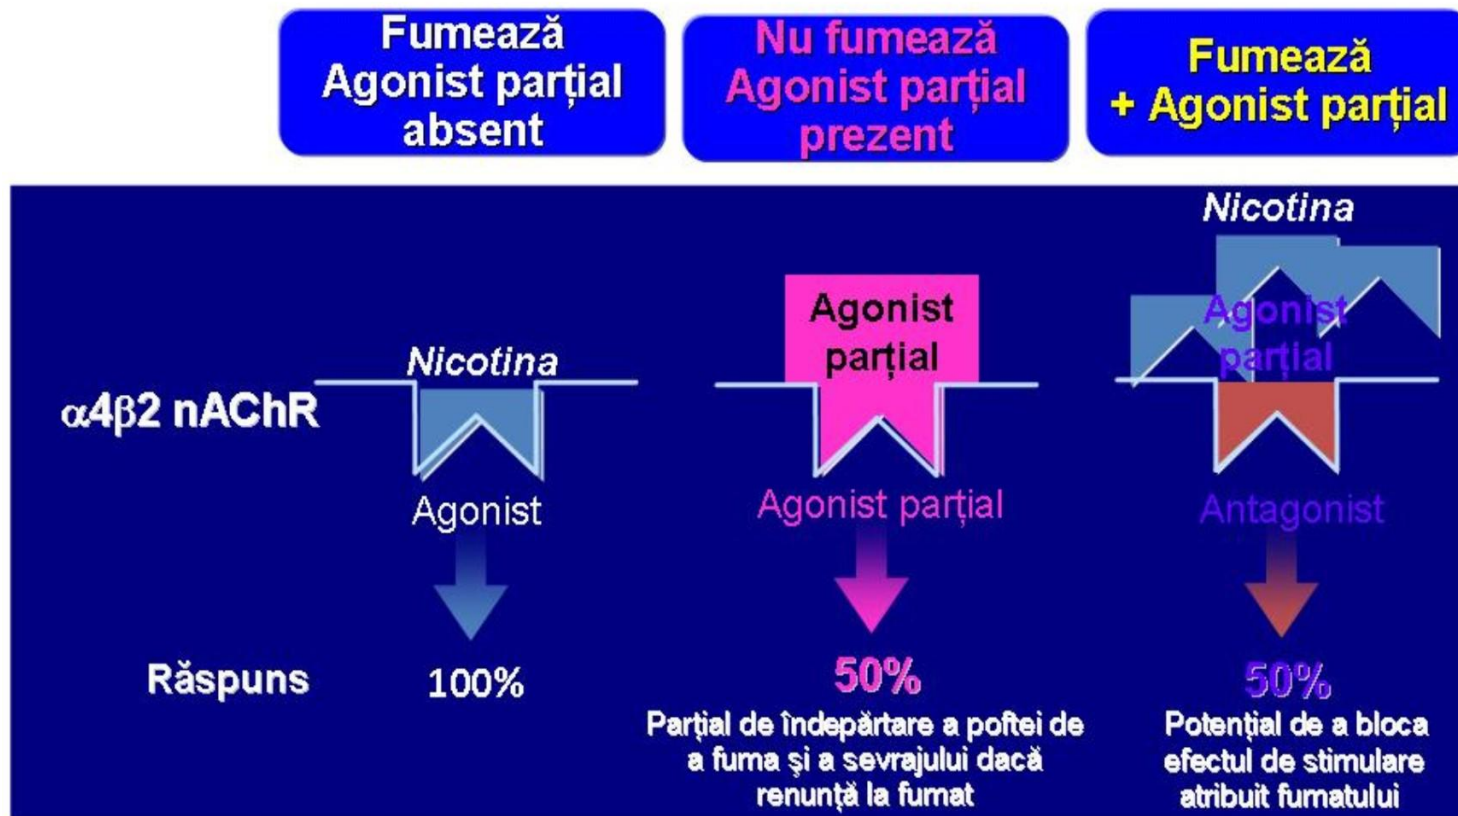 Fumează
Agonist parțial
absent
Nu fumează
Agonist parțial
prezent
Fumează
+ Agonist parțial
Nicotina
Agonist
parțial
Nicotina
Agonist
parțial
α4β2 nAChR
Agonist
Agonist parțial
Antagonist
Răspuns
100%
50%
50%
Parțial de îndepărtare a poftei de
a fuma și a sevrajului dacă
renunță la fumat
Potențial de a bloca
efectul de stimulare
atribuit fumatului